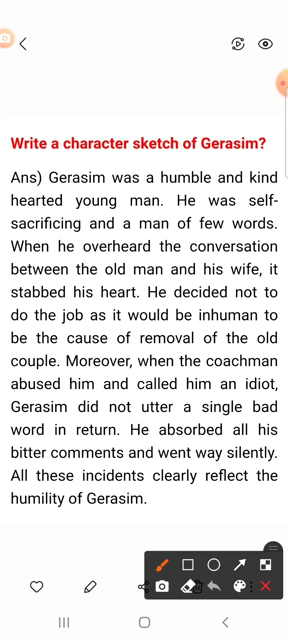 Write a character sketch of Gerasim?
Ans) Gerasim was a humble and kind
hearted young man. He was self-
sacrificing and a man of few words.
When he overheard the conversation
between the old man and his wife, it
stabbed his heart. He decided not to
do the job as it would be inhuman to
be the cause of removal of the old
couple. Moreover, when the coachman
abused him and called him an idiot,
Gerasim did not utter a single bad
word in return. He absorbed all his
bitter comments and went way silently.
All these incidents clearly reflect the
humility of Gerasim.